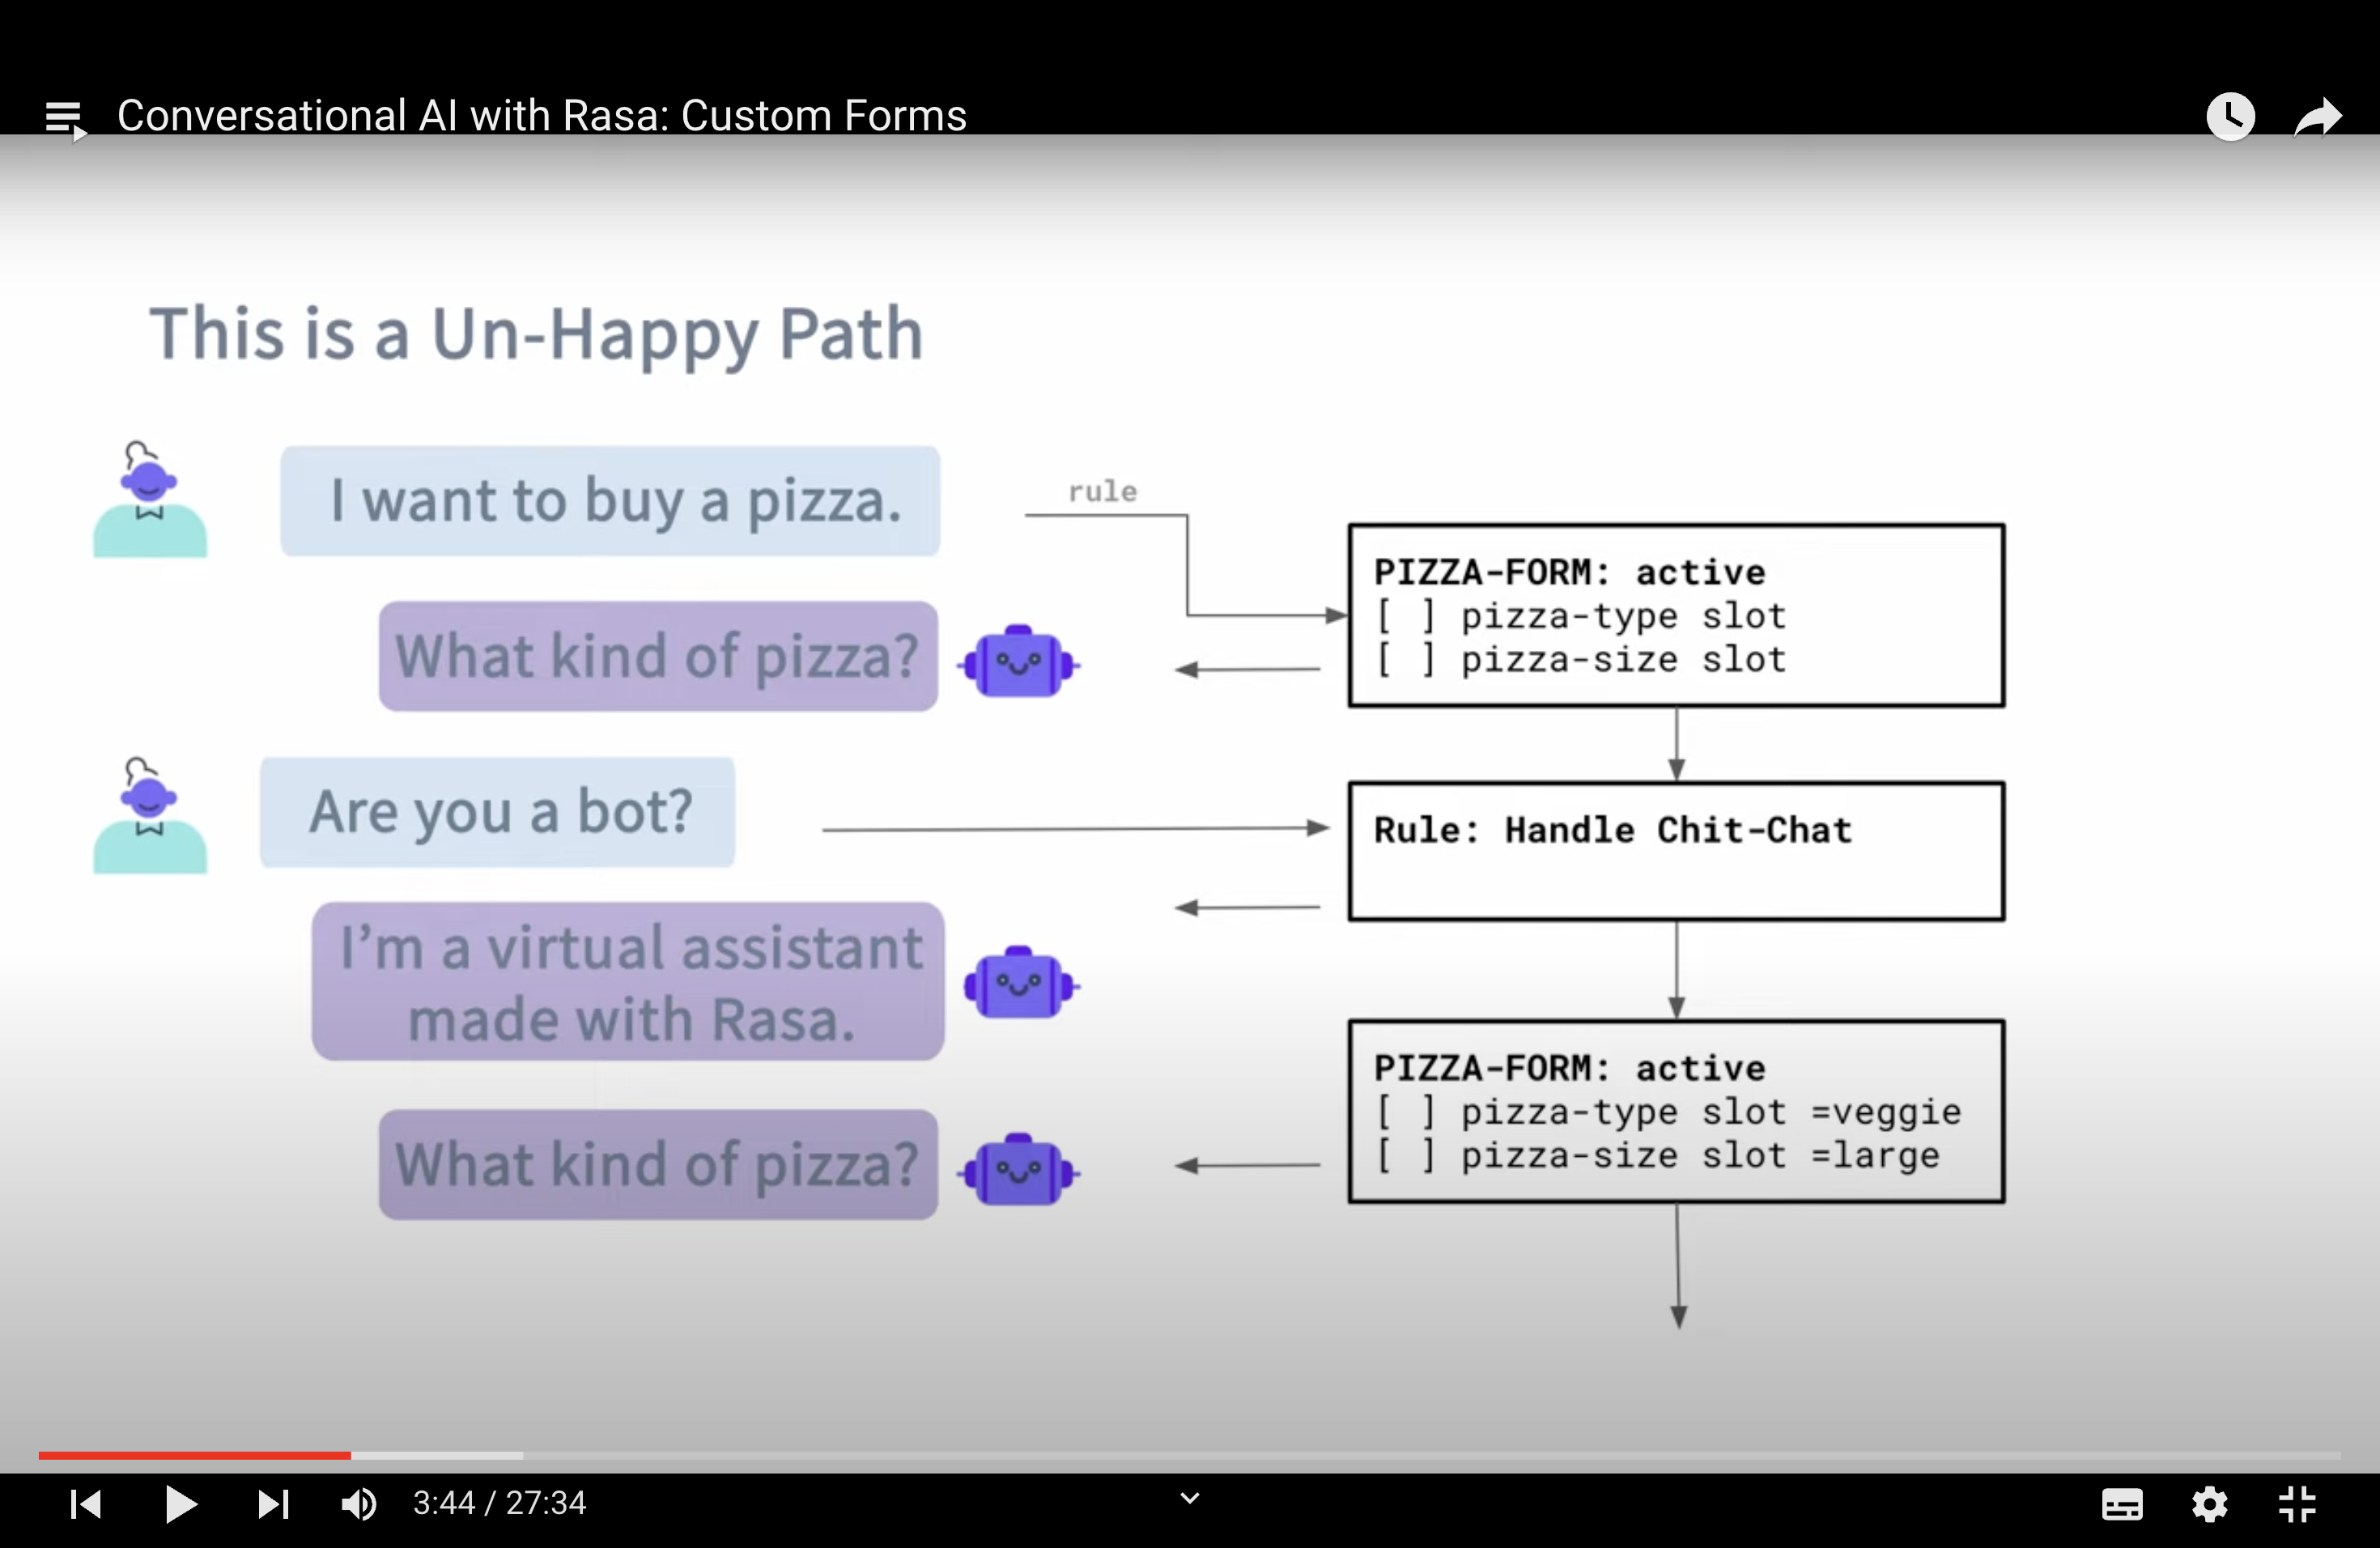 Conversational AI with Rasa: Custom Forms
This is a Un-Happy Path
I want to buy a pizza.
rule
PIZZA-FORM: active
[ ] pizza-type slot
[ ] pizza-size slot
What kind of pizza?
Are you a bot?
Rule: Handle Chit-Chat
I'm a virtual assistant
made with Rasa.
PIZZA-FORM: active
[ ] pizza-type slot =veggie
[ ] pizza-size slot =large
What kind of pizza?
3:44 / 27:34